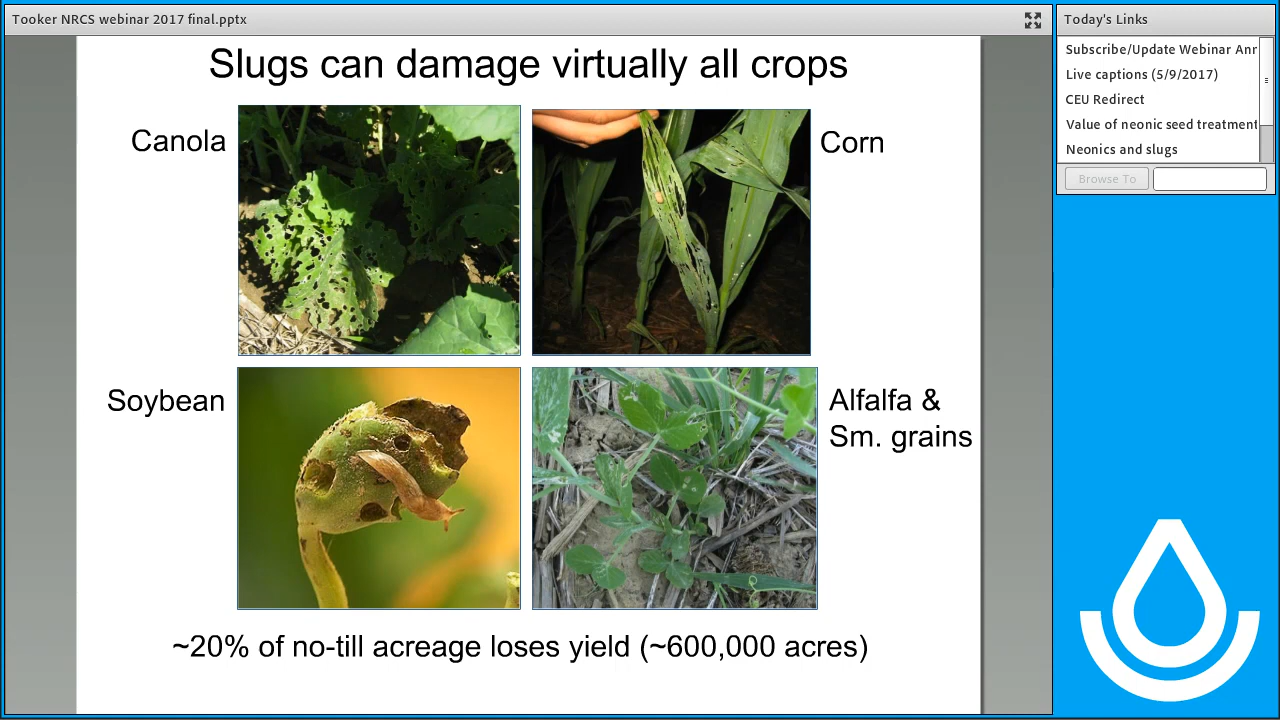 Tooker NRCS webinar 2017 final.pptx
Slugs can damage virtually all crops
Canola
Corn
Soybean
Alfalfa &
Sm. grains
~20% of no-till acreage loses yield (~600,000 acres)
Today's Links
Subscribe/Update Webinar Anr
Live captions (5/9/2017)
CEU Redirect
Value of neonic seed treatment
Neonics and slugs
Browse To